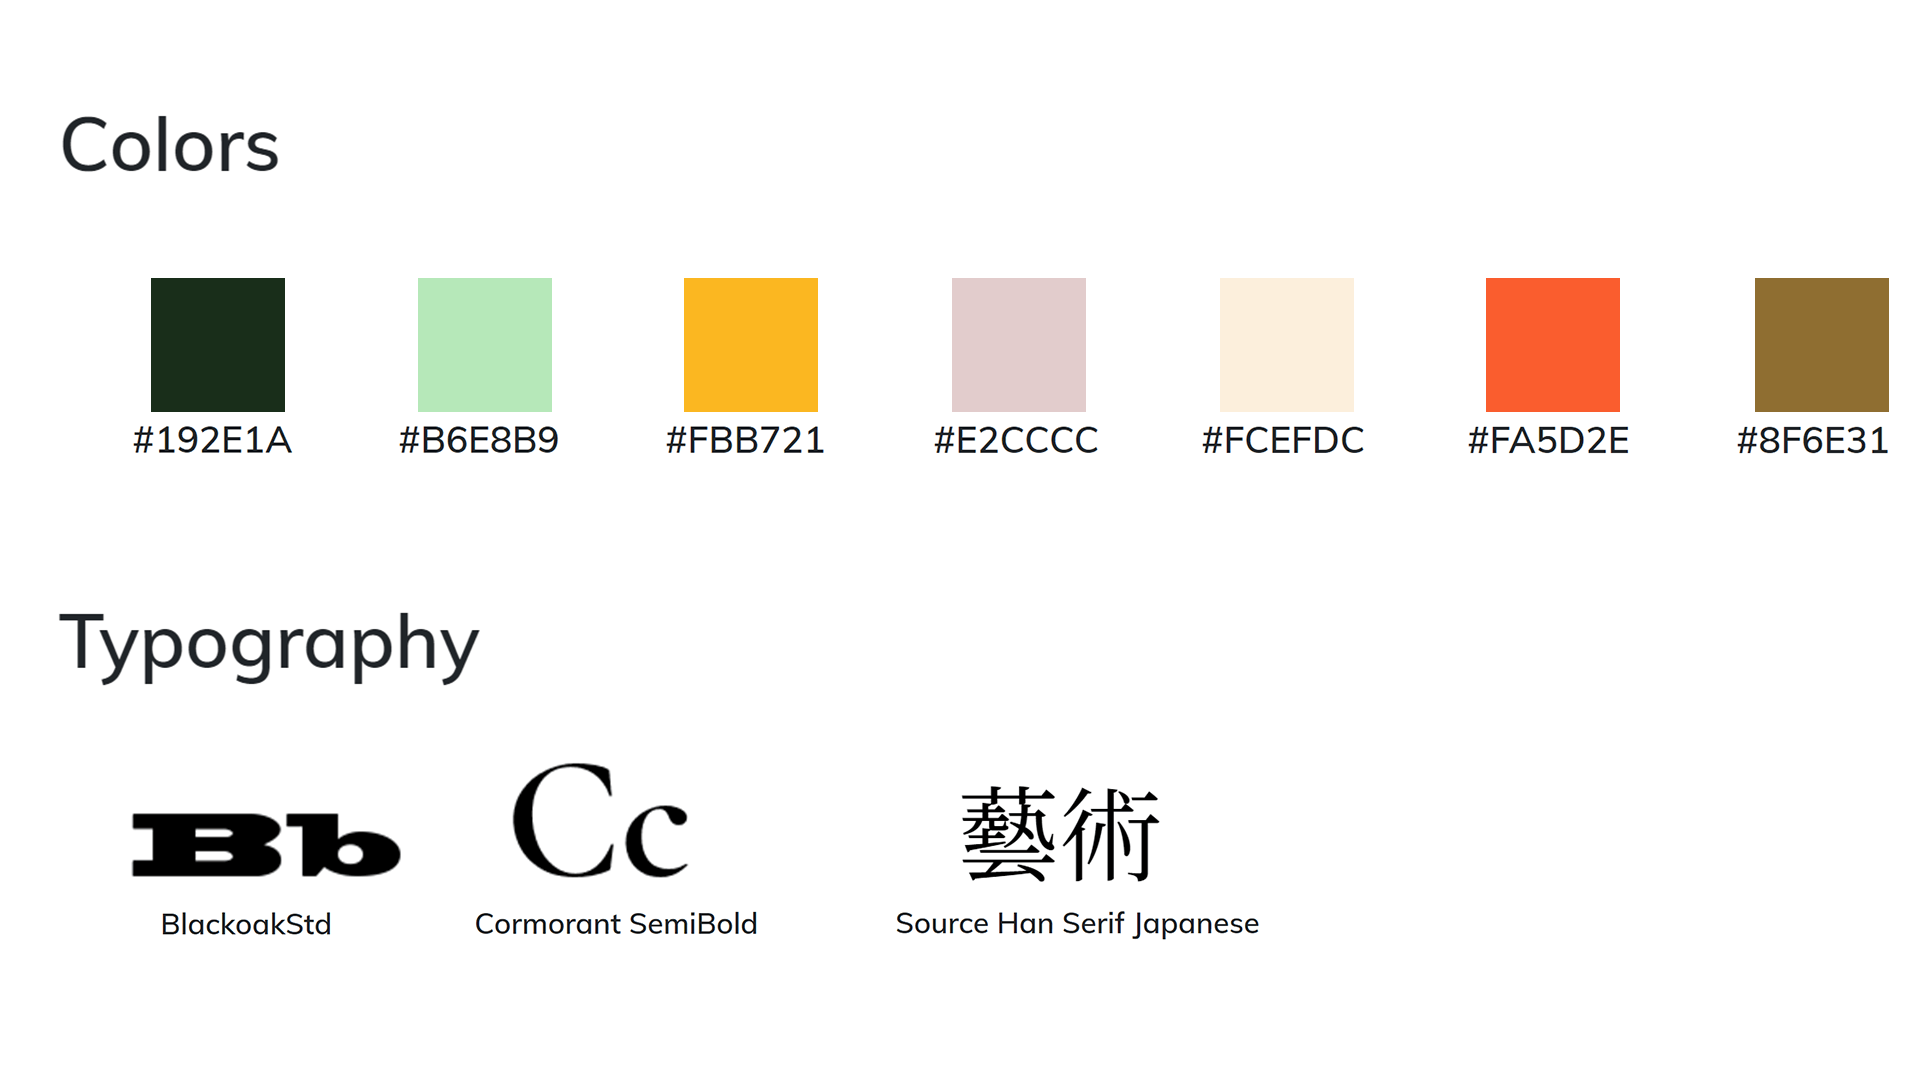 Colors
#192E1A #B6E8B9 #FBB721 #E2CCCC #FCEFDC #FA5D2E #8F6E31
Typography
Bb Cc 藝術
BlackoakStd Cormorant SemiBold Source Han Serif Japanese